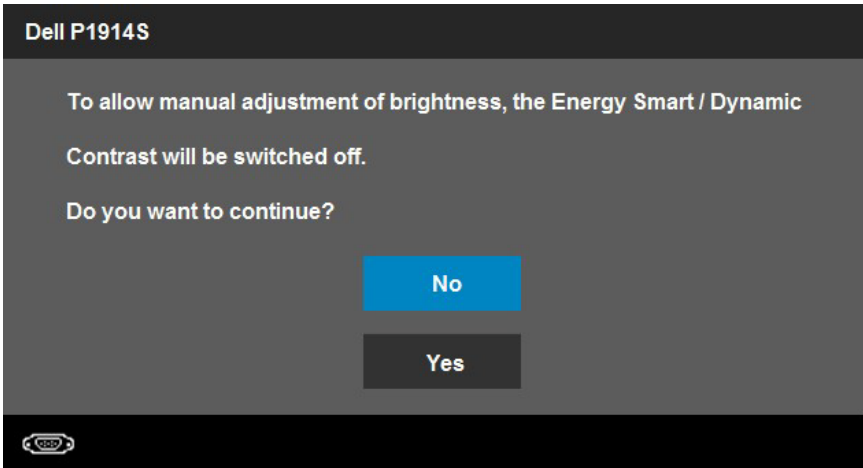 Dell P1914S
To allow manual adjustment of brightness, the Energy Smart / Dynamic
Contrast will be switched off.
Do you want to continue?
No
Yes